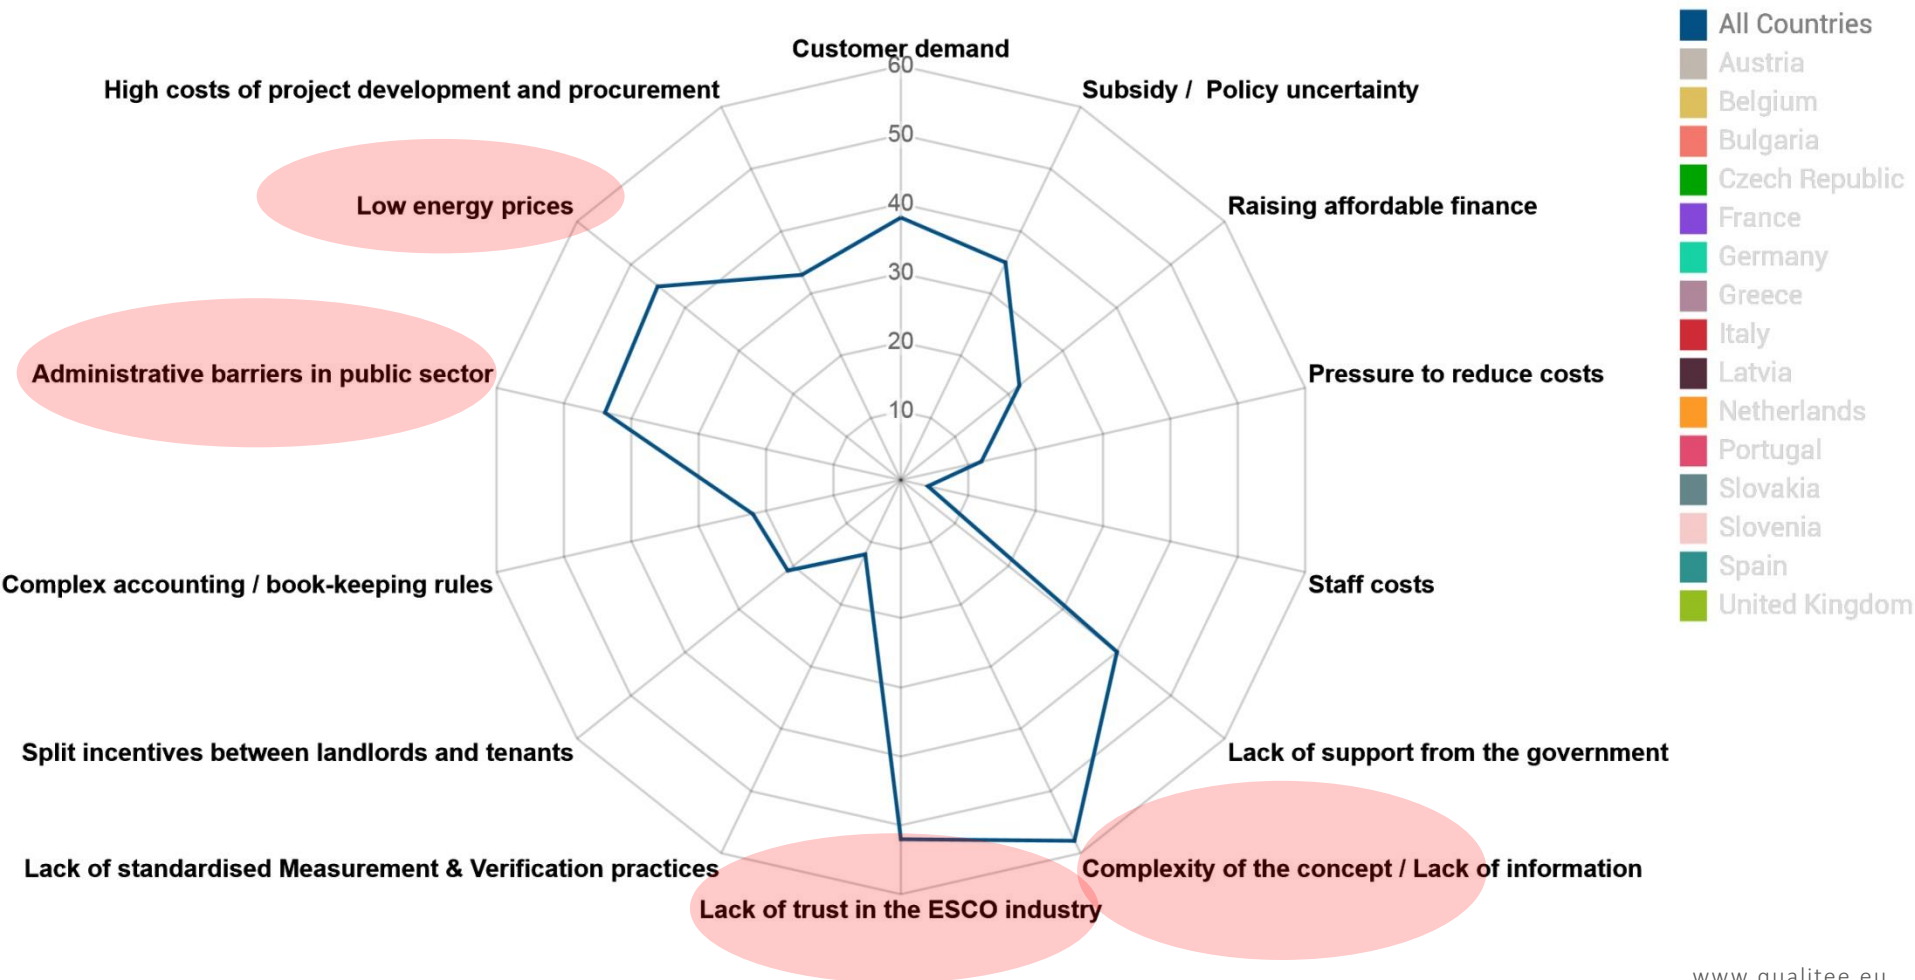 Customer demand
High costs of project development and procurement
Subsidy / Policy uncertainty
Low energy prices
Raising affordable finance
Administrative barriers in public sector
Pressure to reduce costs
Complex accounting / book-keeping rules
Staff costs
Split incentives between landlords and tenants
Lack of support from the government
Lack of standardised Measurement & Verification practices
Complexity of the concept / Lack of information
Lack of trust in the ESCO industry
60
50
40
30
20
10
All Countries
Austria
Belgium
Bulgaria
Czech Republic
France
Germany
Greece
Italy
Latvia
Netherlands
Portugal
Slovakia
Slovenia
Spain
United Kingdom
www.qualitee.eu